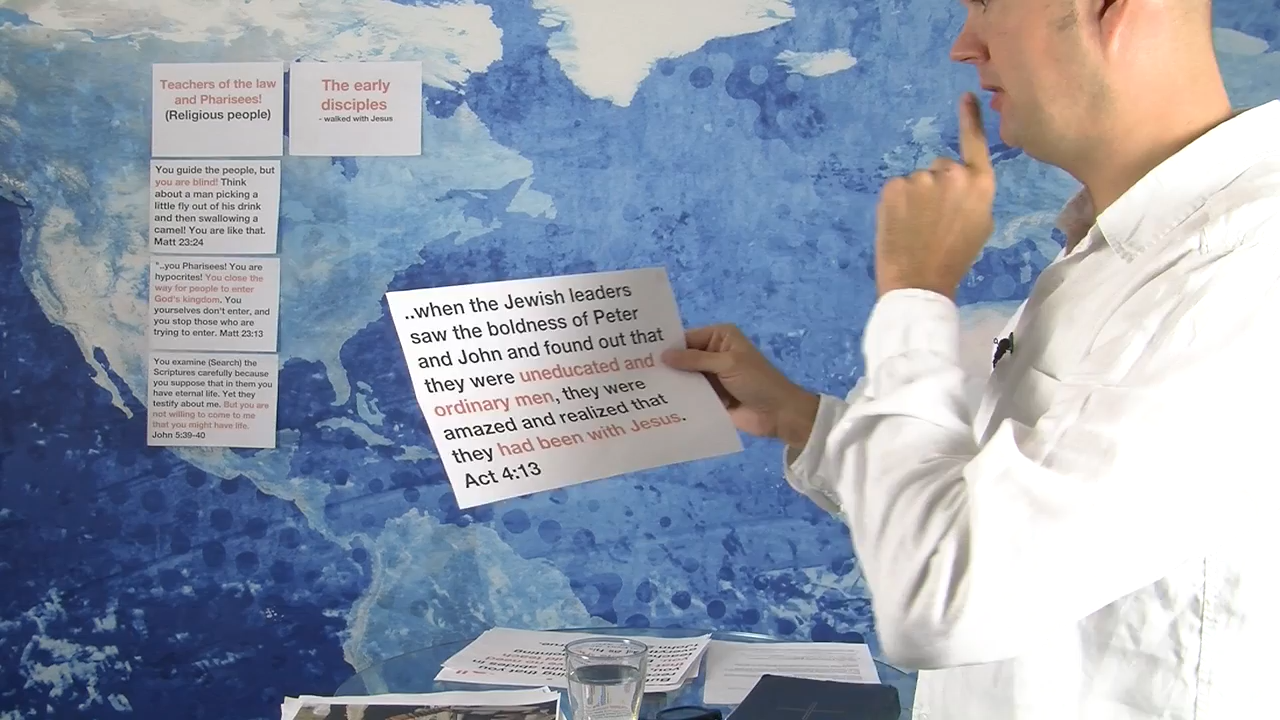 Teachers of the law
and Pharisees!
(Religious people)
The early
disciples
- walked with Jesus
You guide the people, but
you are blind! Think
about a man picking a
little fly out of his drink
and then swallowing a
camel! You are like that.
Matt 23:24
"..you Pharisees! You are
hypocrites! You close the
way for people to enter
God's kingdom. You
yourselves don't enter, and
you stop those who are
trying to enter. Matt 23:13
You examine (Search) the
Scriptures carefully because
you suppose that in them you
have eternal life. Yet they
testify about me. But you are
not willing to come to me
that you might have life.
John 5:39-40
..when the Jewish leaders
saw the boldness of Peter
and John and found out that
they were uneducated and
ordinary men, they were
amazed and realized that
they had been with Jesus.
Act 4:13